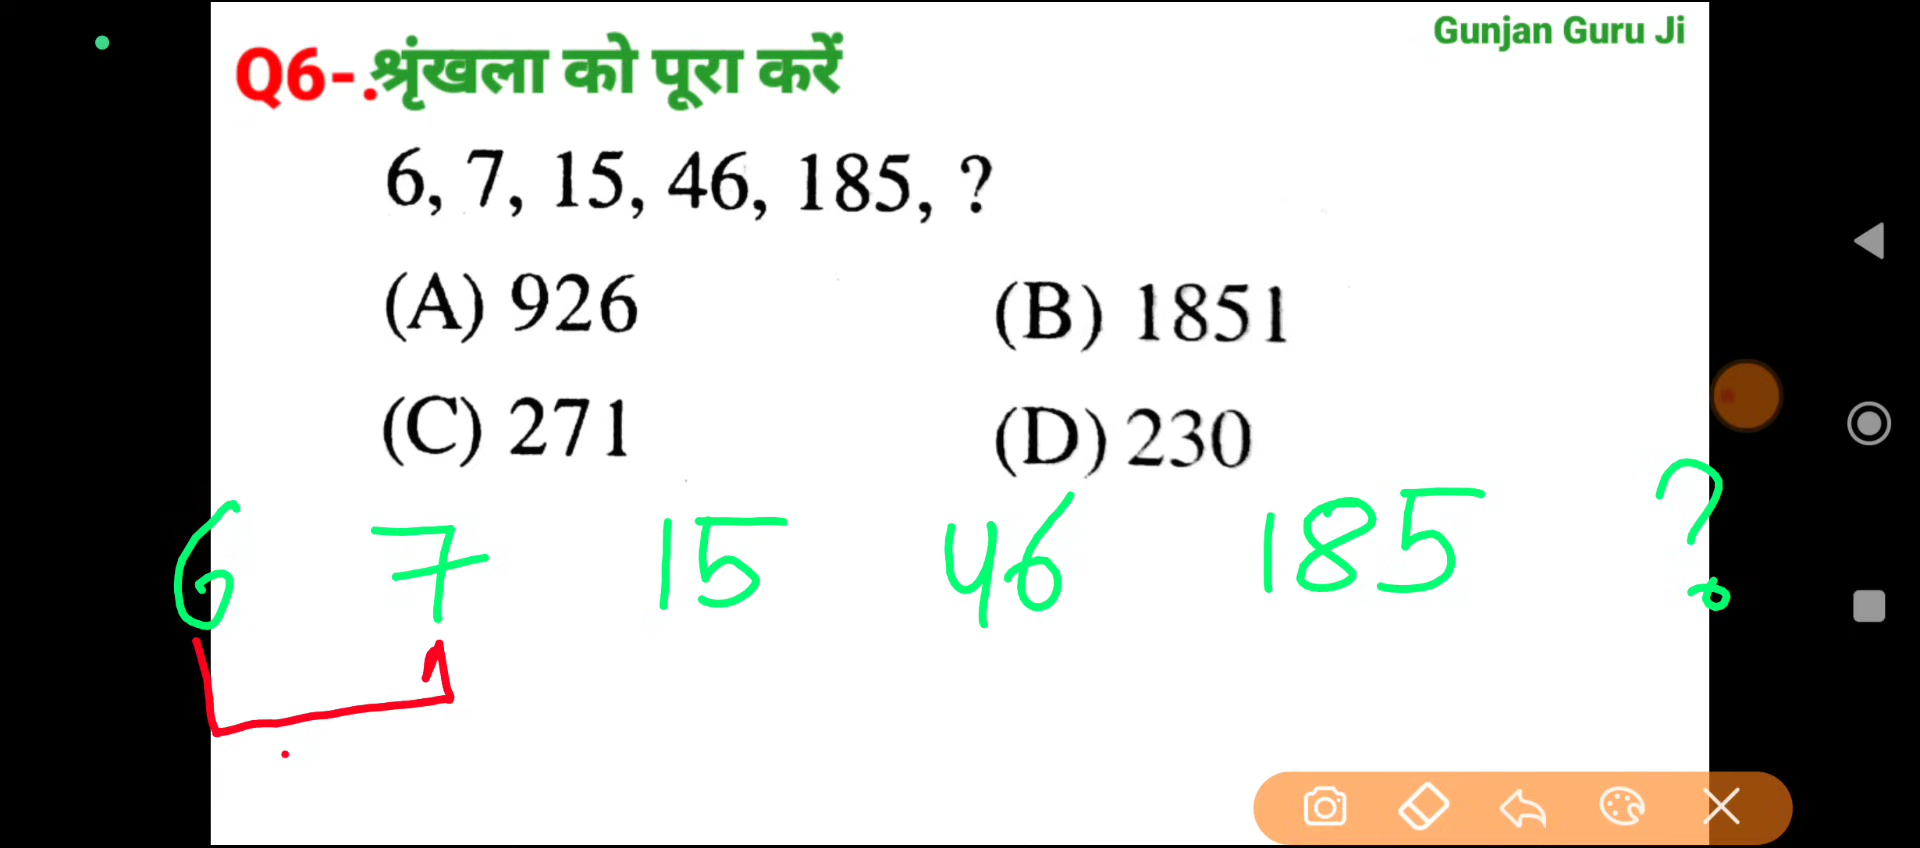 Gunjan Guru Ji
Q6-.श्रृंखला को पूरा करें
6, 7, 15, 46, 185, ?
(A) 926 (B) 1851
(C) 271 (D) 230
6 7 15 46 185 ?